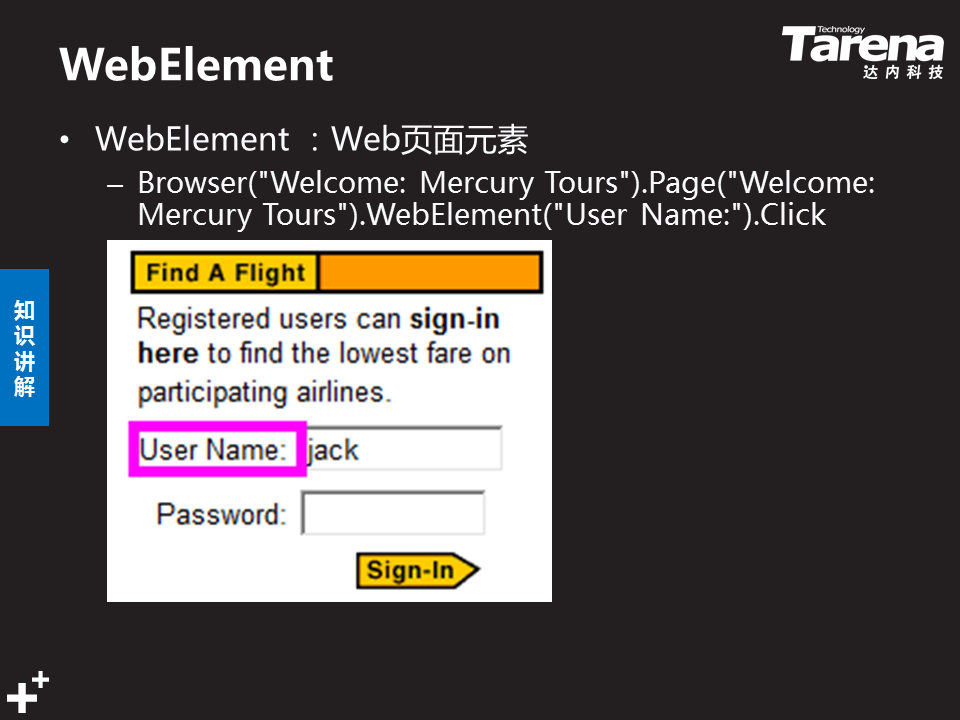 WebElement
Technology
Tarena
达内科技
• WebElement ：Web页面元素
– Browser("Welcome: Mercury Tours").Page("Welcome:
Mercury Tours").WebElement("User Name:").Click
知
识
讲
解
Find A Flight
Registered users can sign-in
here to find the lowest fare on
participating airlines.
User Name: jack
Password:
Sign-In